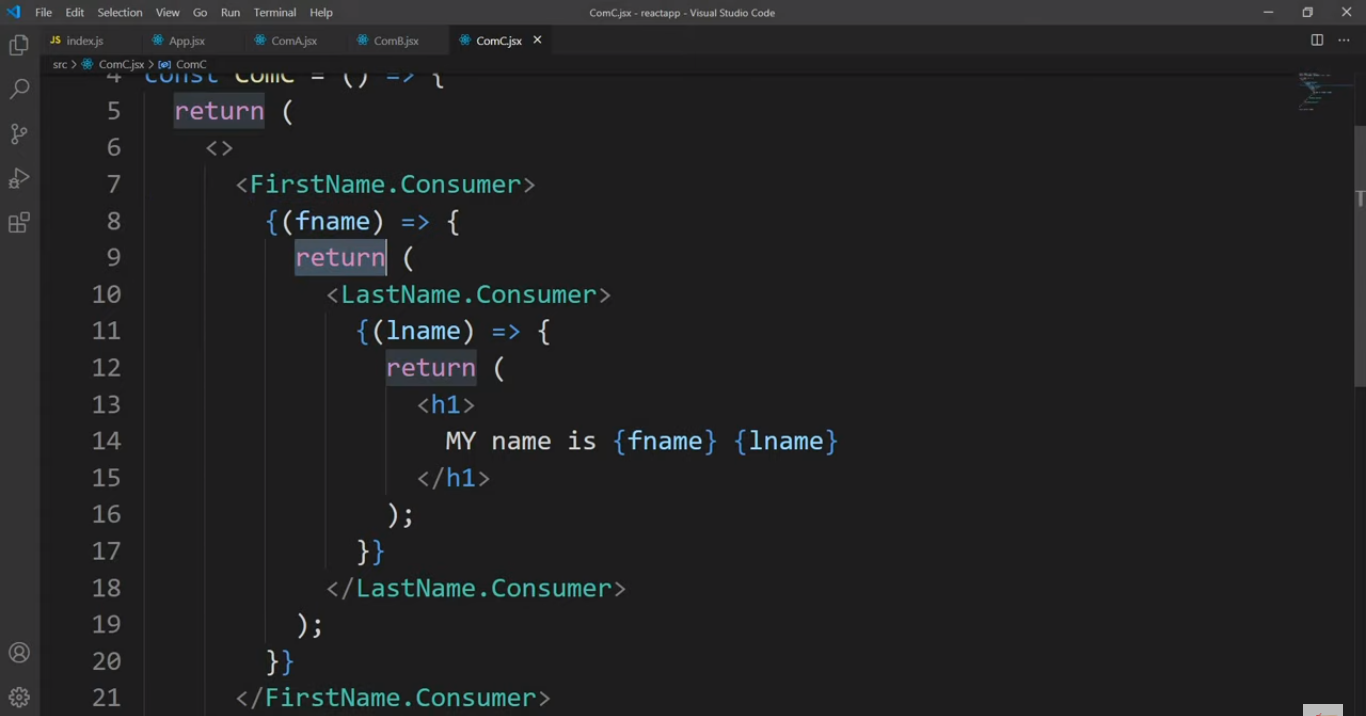 File Edit Selection View Go Run Terminal Help ComC.jsx - reactapp - Visual Studio Code
JS index.js App.jsx ComA.jsx ComB.jsx ComC.jsx
src > ComC.jsx > ComC
4 const ComC = () => {
5 return (
6 <>
7 <FirstName.Consumer>
8 {(fname) => {
9 return (
10 <LastName.Consumer>
11 {(lname) => {
12 return (
13 <h1>
14 MY name is {fname} {lname}
15 </h1>
16 );
17 }}
18 </LastName.Consumer>
19 );
20 }}
21 </FirstName.Consumer>